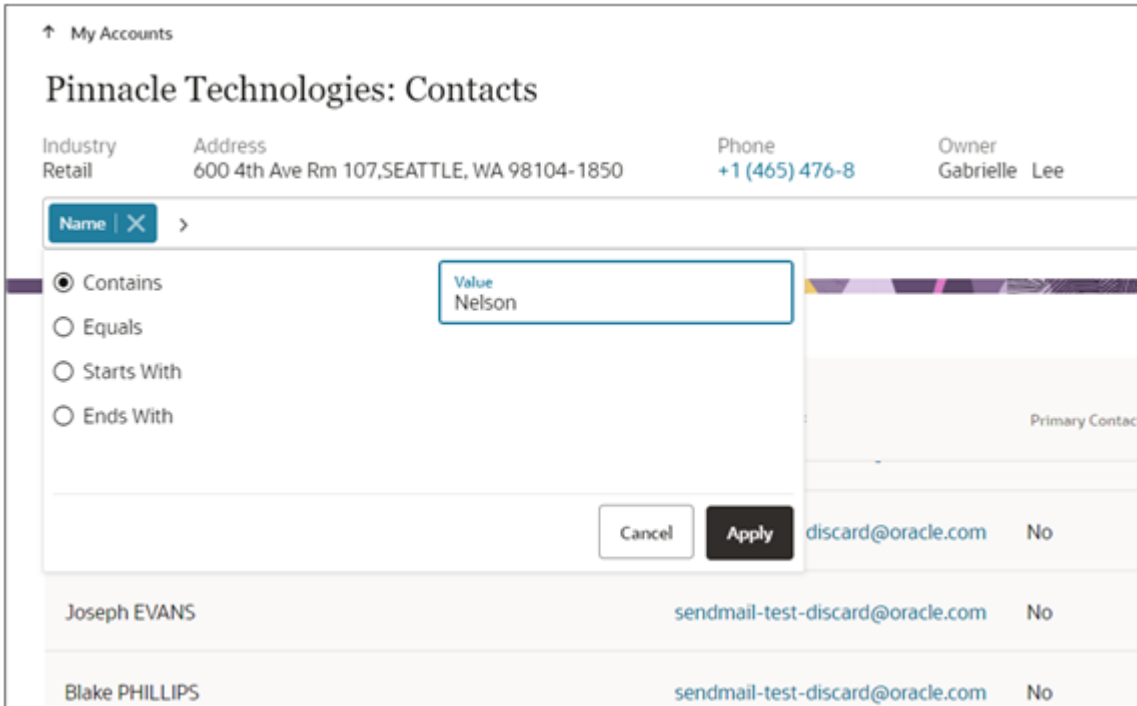 My Accounts
Pinnacle Technologies: Contacts
Industry Address Phone Owner
Retail 600 4th Ave Rm 107,SEATTLE, WA 98104-1850 +1 (465) 476-8 Gabrielle Lee
Name
Contains
Value
Nelson
Equals
Starts With
Ends With
Primary Contac
Cancel Apply
discard@oracle.com No
Joseph EVANS sendmail-test-discard@oracle.com No
Blake PHILLIPS sendmail-test-discard@oracle.com No